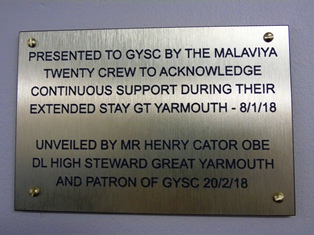 PRESENTED TO GYSC BY THE MALAVIYA
TWENTY CREW TO ACKNOWLEDGE
CONTINUOUS SUPPORT DURING THEIR
EXTENDED STAY GT YARMOUTH - 8/1/18
UNVEILED BY MR HENRY CATOR OBE
DL HIGH STEWARD GREAT YARMOUTH
AND PATRON OF GYSC 20/2/18